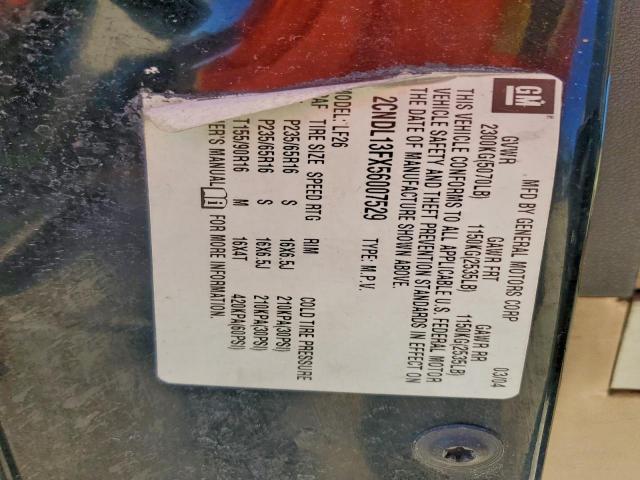 GM
MFD BY GENERAL MOTORS CORP 03/04
GVWR GAWR FRT GAWR RR
2300KG(5070LB) 1150KG(2535LB) 1150KG(2535LB)
THIS VEHICLE CONFORMS TO ALL APPLICABLE U.S. FEDERAL MOTOR
VEHICLE SAFETY AND THEFT PREVENTION STANDARDS IN EFFECT ON
THE DATE OF MANUFACTURE SHOWN ABOVE.
2CNDL13FX56007529 TYPE: M.P.V.
MODEL: LF26
TIRE SIZE SPEED RTG RIM COLD TIRE PRESSURE
P235/65R16 S 16X6.5J 210KPA(30PSI)
P235/65R16 S 16X6.5J 210KPA(30PSI)
T155/90R16 M 16X4T 420KPA(60PSI)
MANUAL FOR MORE INFORMATION.